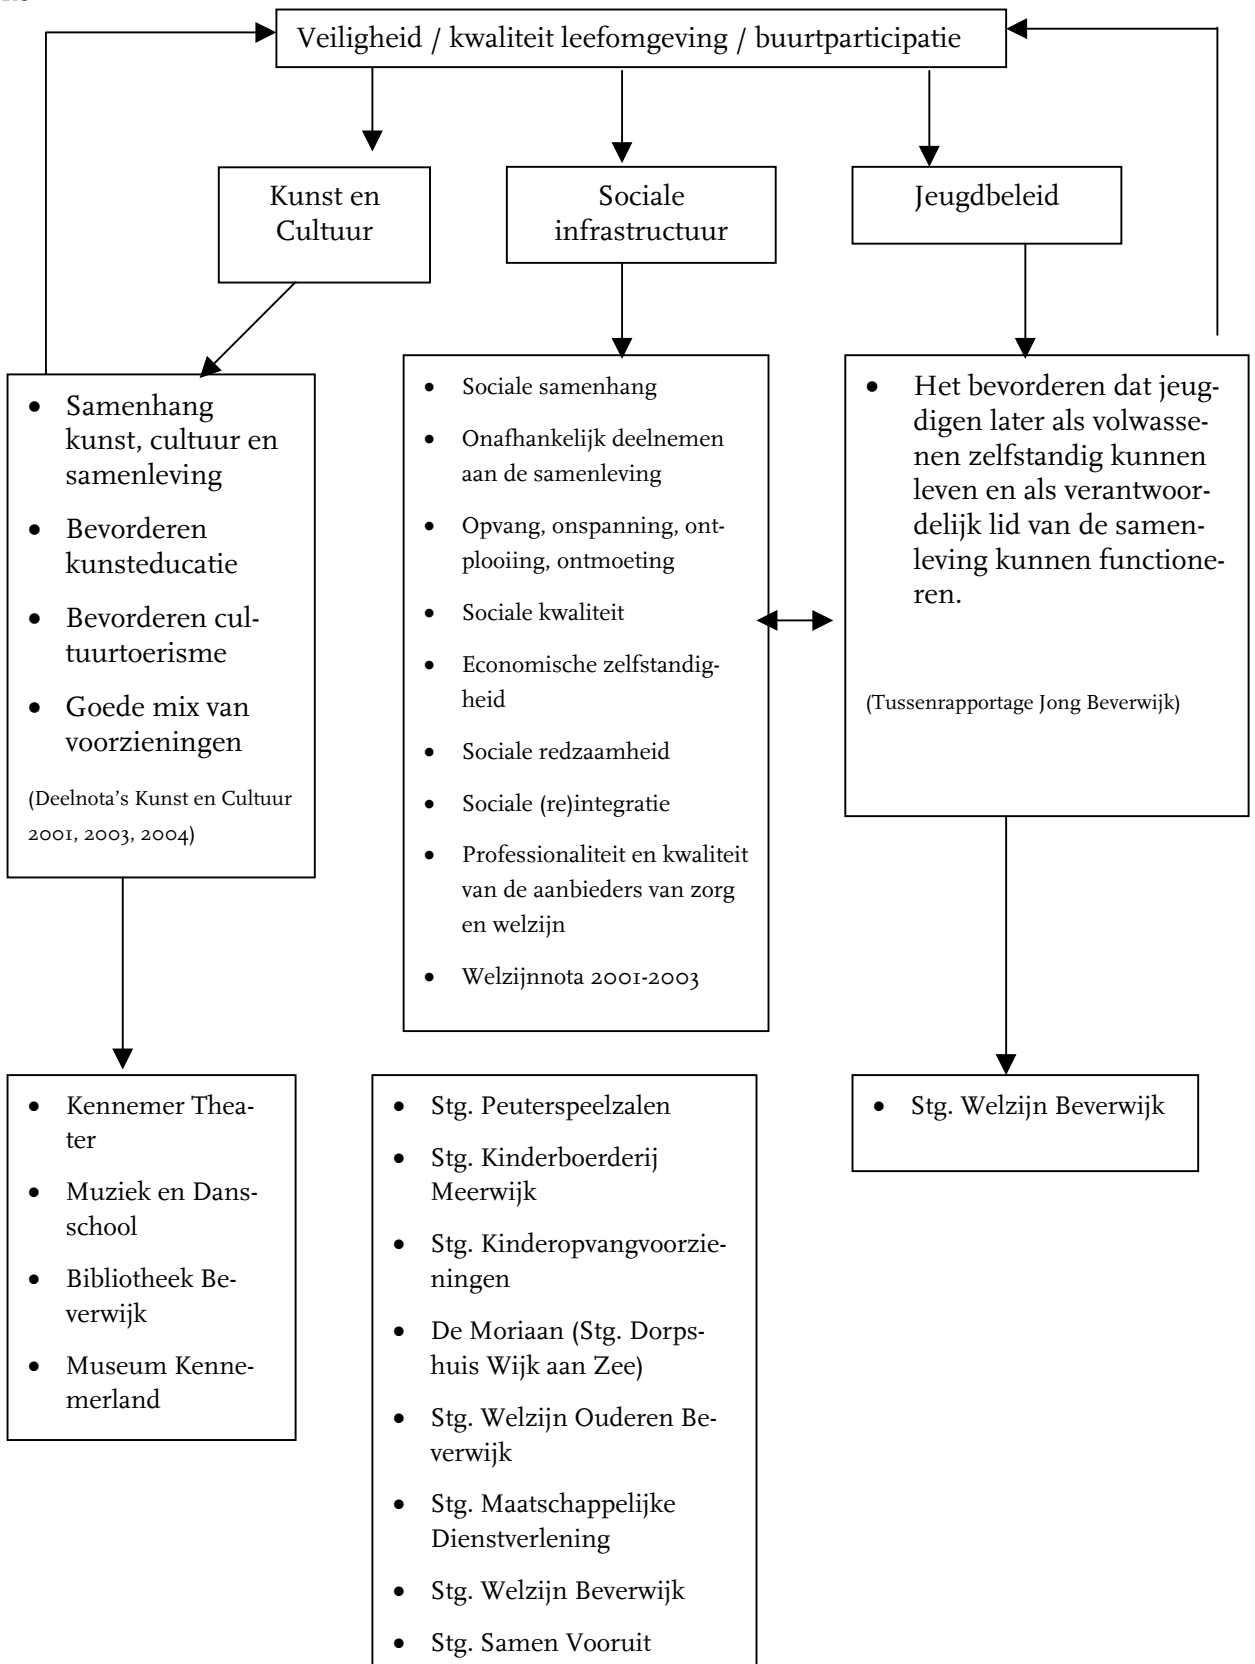 Veiligheid / kwaliteit leefomgeving / buurtparticipatie
Kunst en
Cultuur
Sociale
infrastructuur
Jeugdbeleid
• Samenhang
kunst, cultuur en
samenleving
• Bevorderen
kunsteducatie
• Bevorderen cul-
tuurtoerisme
• Goede mix van
voorzieningen
(Deelnota's Kunst en Cultuur
2001, 2003, 2004)
• Sociale samenhang
• Onafhankelijk deelnemen
aan de samenleving
• Opvang, onspanning, ont-
plooiing, ontmoeting
• Sociale kwaliteit
• Economische zelfstandig-
heid
• Sociale redzaamheid
• Sociale (re)integratie
• Professionaliteit en kwaliteit
van de aanbieders van zorg
en welzijn
• Welzijnnota 2001-2003
• Het bevorderen dat jeug-
digen later als volwasse-
nen zelfstandig kunnen
leven en als verantwoor-
delijk lid van de samen-
leving kunnen functione-
ren.
(Tussenrapportage Jong Beverwijk)
• Kennemer Thea-
ter
• Muziek en Dans-
school
• Bibliotheek Be-
verwijk
• Museum Kenne-
merland
• Stg. Peuterspeelzalen
• Stg. Kinderboerderij
Meerwijk
• Stg. Kinderopvangvoorzie-
ningen
• De Moriaan (Stg. Dorps-
huis Wijk aan Zee)
• Stg. Welzijn Ouderen Be-
verwijk
• Stg. Maatschappelijke
Dienstverlening
• Stg. Welzijn Beverwijk
• Stg. Samen Vooruit
• Stg. Welzijn Beverwijk